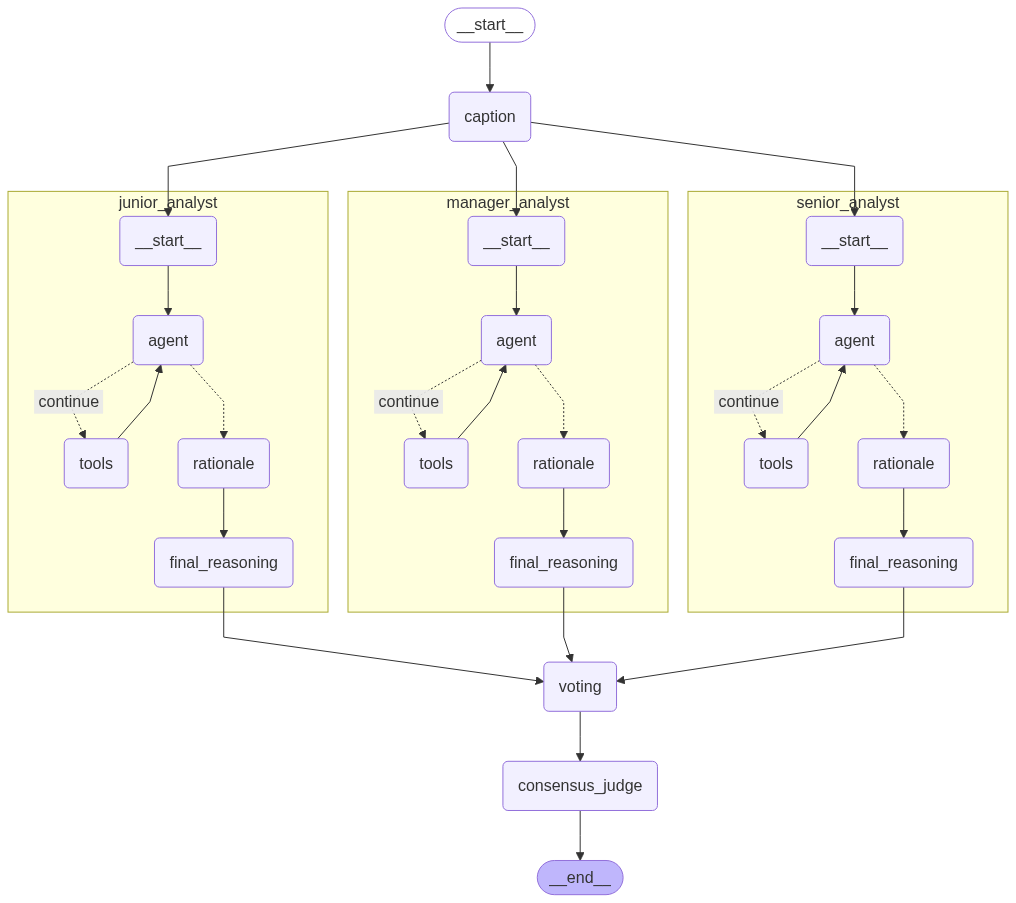 __start__
caption
junior_analyst
__start__
agent
continue
tools
rationale
final_reasoning
manager_analyst
__start__
agent
continue
tools
rationale
final_reasoning
senior_analyst
__start__
agent
continue
tools
rationale
final_reasoning
voting
consensus_judge
__end__